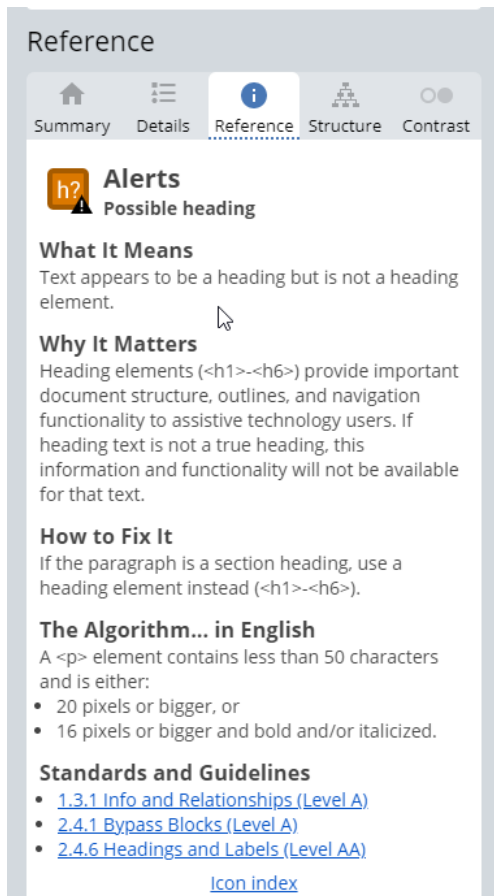 Reference
Summary
Details
Reference
Structure
Contrast
h?
Alerts
Possible heading
What It Means
Text appears to be a heading but is not a heading
element.
Why It Matters
Heading elements (<h1>-<h6>) provide important
document structure, outlines, and navigation
functionality to assistive technology users. If
heading text is not a true heading, this
information and functionality will not be available
for that text.
How to Fix It
If the paragraph is a section heading, use a
heading element instead (<h1>-<h6>).
The Algorithm... in English
A <p> element contains less than 50 characters
and is either:
• 20 pixels or bigger, or
• 16 pixels or bigger and bold and/or italicized.
Standards and Guidelines
• 1.3.1 Info and Relationships (Level A)
• 2.4.1 Bypass Blocks (Level A)
• 2.4.6 Headings and Labels (Level AA)
Icon index